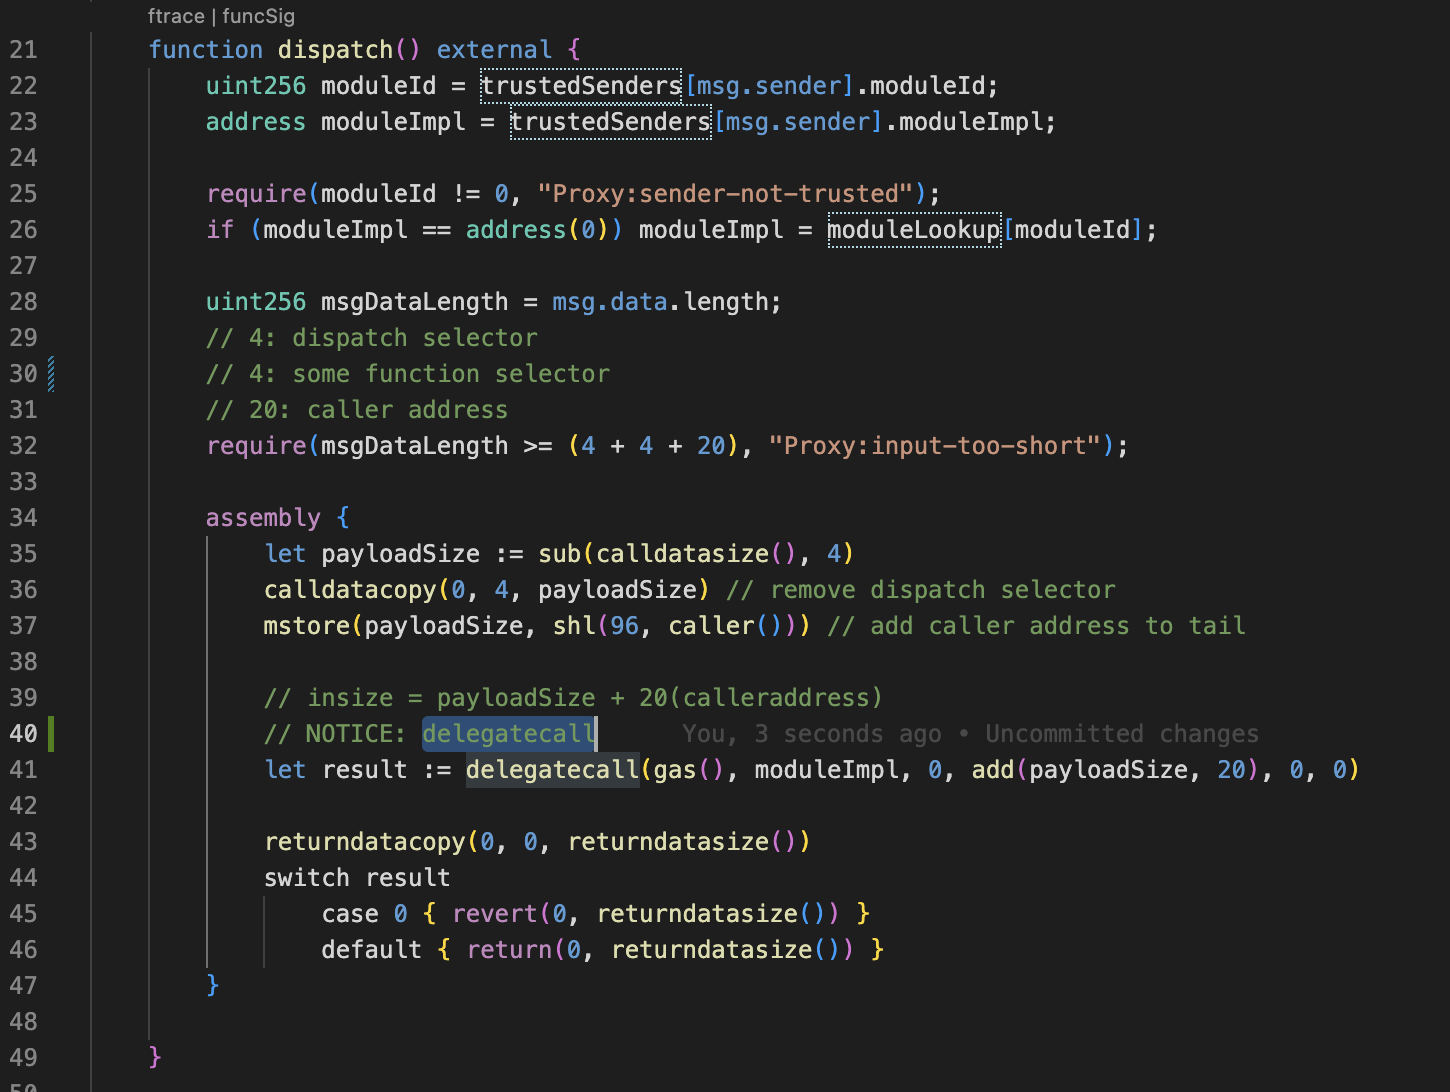 ftrace | funcSig
21 function dispatch() external {
22 uint256 moduleId = trustedSenders[msg.sender].moduleId;
23 address moduleImpl = trustedSenders[msg.sender].moduleImpl;
24
25 require(moduleId != 0, "Proxy:sender-not-trusted");
26 if (moduleImpl == address(0)) moduleImpl = moduleLookup[moduleId];
27
28 uint256 msgDataLength = msg.data.length;
29 // 4: dispatch selector
30 // 4: some function selector
31 // 20: caller address
32 require(msgDataLength >= (4 + 4 + 20), "Proxy:input-too-short");
33
34 assembly {
35 let payloadSize := sub(calldatasize(), 4)
36 calldatacopy(0, 4, payloadSize) // remove dispatch selector
37 mstore(payloadSize, shl(96, caller())) // add caller address to tail
38
39 // insize = payloadSize + 20(calleraddress)
40 // NOTICE: delegatecall You, 3 seconds ago • Uncommitted changes
41 let result := delegatecall(gas(), moduleImpl, 0, add(payloadSize, 20), 0, 0)
42
43 returndatacopy(0, 0, returndatasize())
44 switch result
45 case 0 { revert(0, returndatasize()) }
46 default { return(0, returndatasize()) }
47 }
48
49 }
50